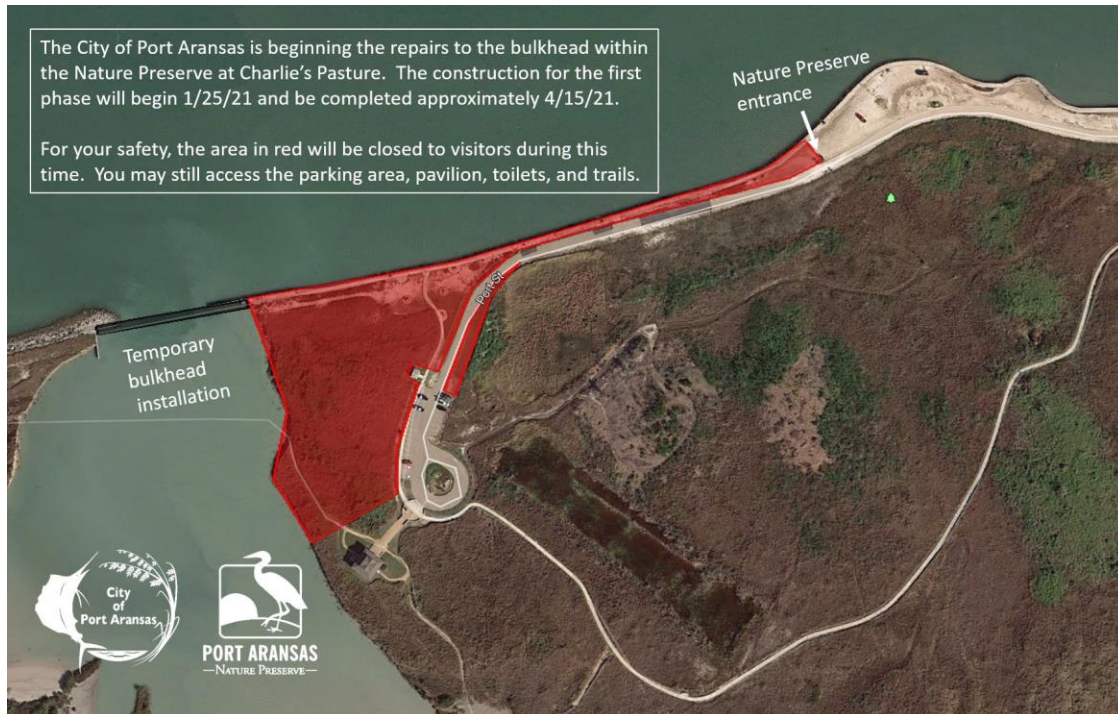 The City of Port Aransas is beginning the repairs to the bulkhead within
the Nature Preserve at Charlie's Pasture.  The construction for the first
phase will begin 1/25/21 and be completed approximately 4/15/21.
For your safety, the area in red will be closed to visitors during this
time.  You may still access the parking area, pavilion, toilets, and trails.
Nature Preserve
entrance
Port St
Temporary
bulkhead
installation
City
of
Port Aransas
PORT ARANSAS
NATURE PRESERVE